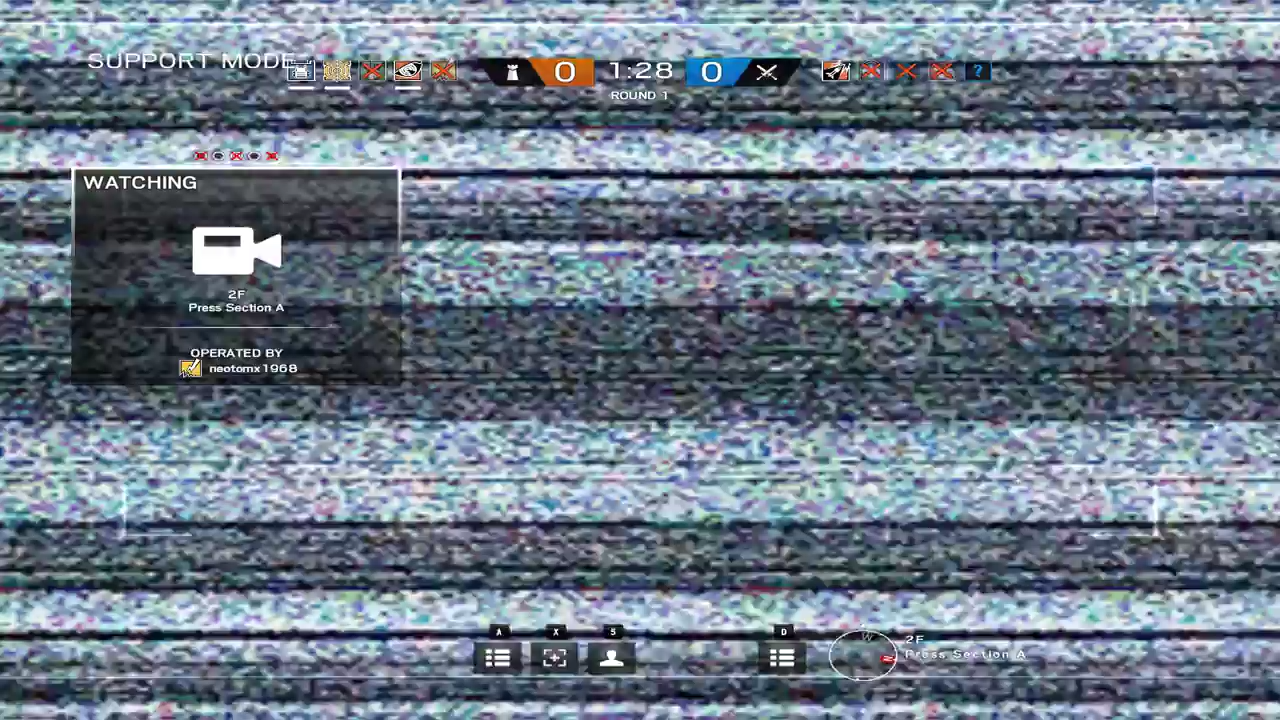 SUPPORT MODE
0 1:28 0
ROUND 1
?
WATCHING
2F
Press Section A
OPERATED BY
neotomx1968
A X S D
W
N
2F
Press Section A